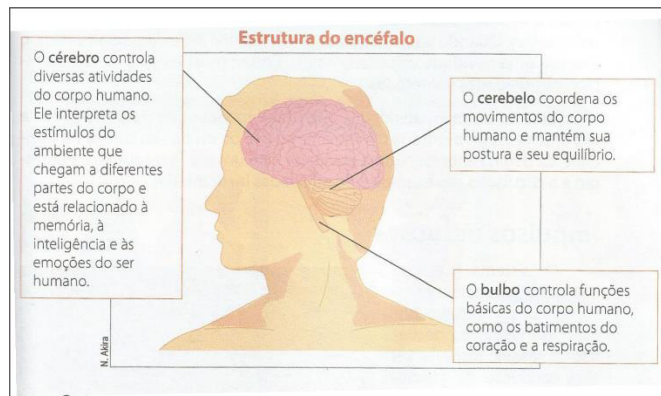 Estrutura do encéfalo
O cérebro controla
diversas atividades
do corpo humano.
Ele interpreta os
estímulos do
ambiente que
chegam a diferentes
partes do corpo e
está relacionado à
memória, à
inteligência e às
emoções do ser
humano.
O cerebelo coordena os
movimentos do corpo
humano e mantém sua
postura e seu equilíbrio.
O bulbo controla funções
básicas do corpo humano,
como os batimentos do
coração e a respiração.
N. Akira